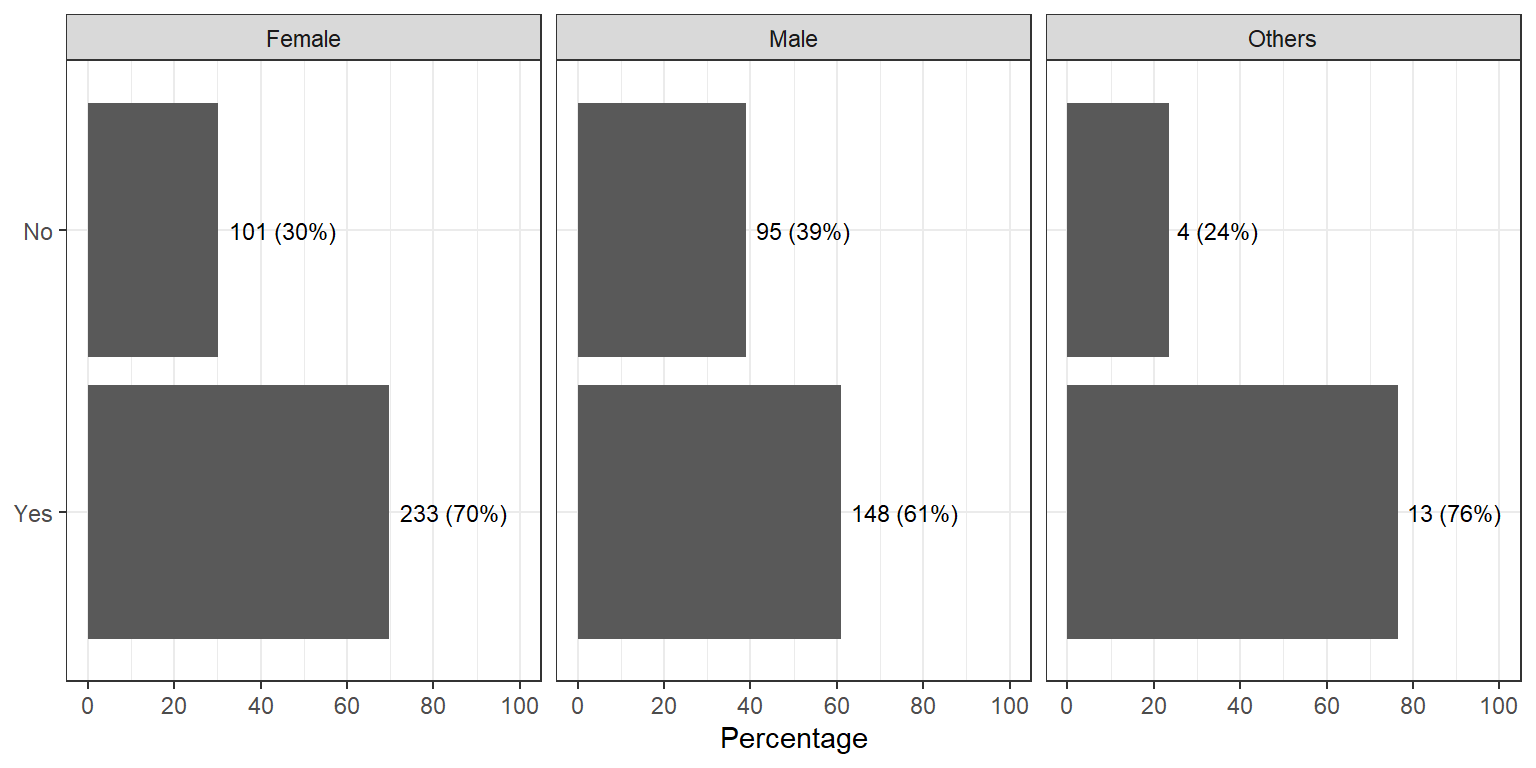 Female Male Others
No 101 (30%) 95 (39%) 4 (24%)
Yes 233 (70%) 148 (61%) 13 (76%)
0 20 40 60 80 100 0 20 40 60 80 100 0 20 40 60 80 100
Percentage